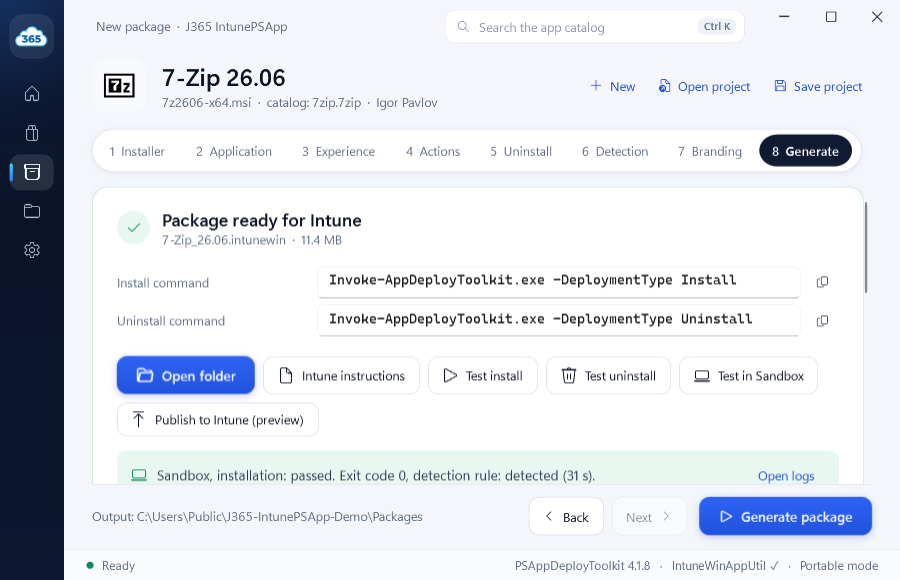 365
New package · J365 IntunePSApp
Search the app catalog
Ctrl K
7z
7-Zip 26.06
7z2606-x64.msi · catalog: 7zip.7zip · Igor Pavlov
New
Open project
Save project
1 Installer
2 Application
3 Experience
4 Actions
5 Uninstall
6 Detection
7 Branding
8 Generate
Package ready for Intune
7-Zip_26.06.intunewin · 11.4 MB
Install command
Invoke-AppDeployToolkit.exe -DeploymentType Install
Uninstall command
Invoke-AppDeployToolkit.exe -DeploymentType Uninstall
Open folder
Intune instructions
Test install
Test uninstall
Test in Sandbox
Publish to Intune (preview)
Sandbox, installation: passed. Exit code 0, detection rule: detected (31 s).
Open logs
Output: C:\Users\Public\J365-IntunePSApp-Demo\Packages
Back
Next
Generate package
Ready
PSAppDeployToolkit 4.1.8 · IntuneWinAppUtil ✓ · Portable mode